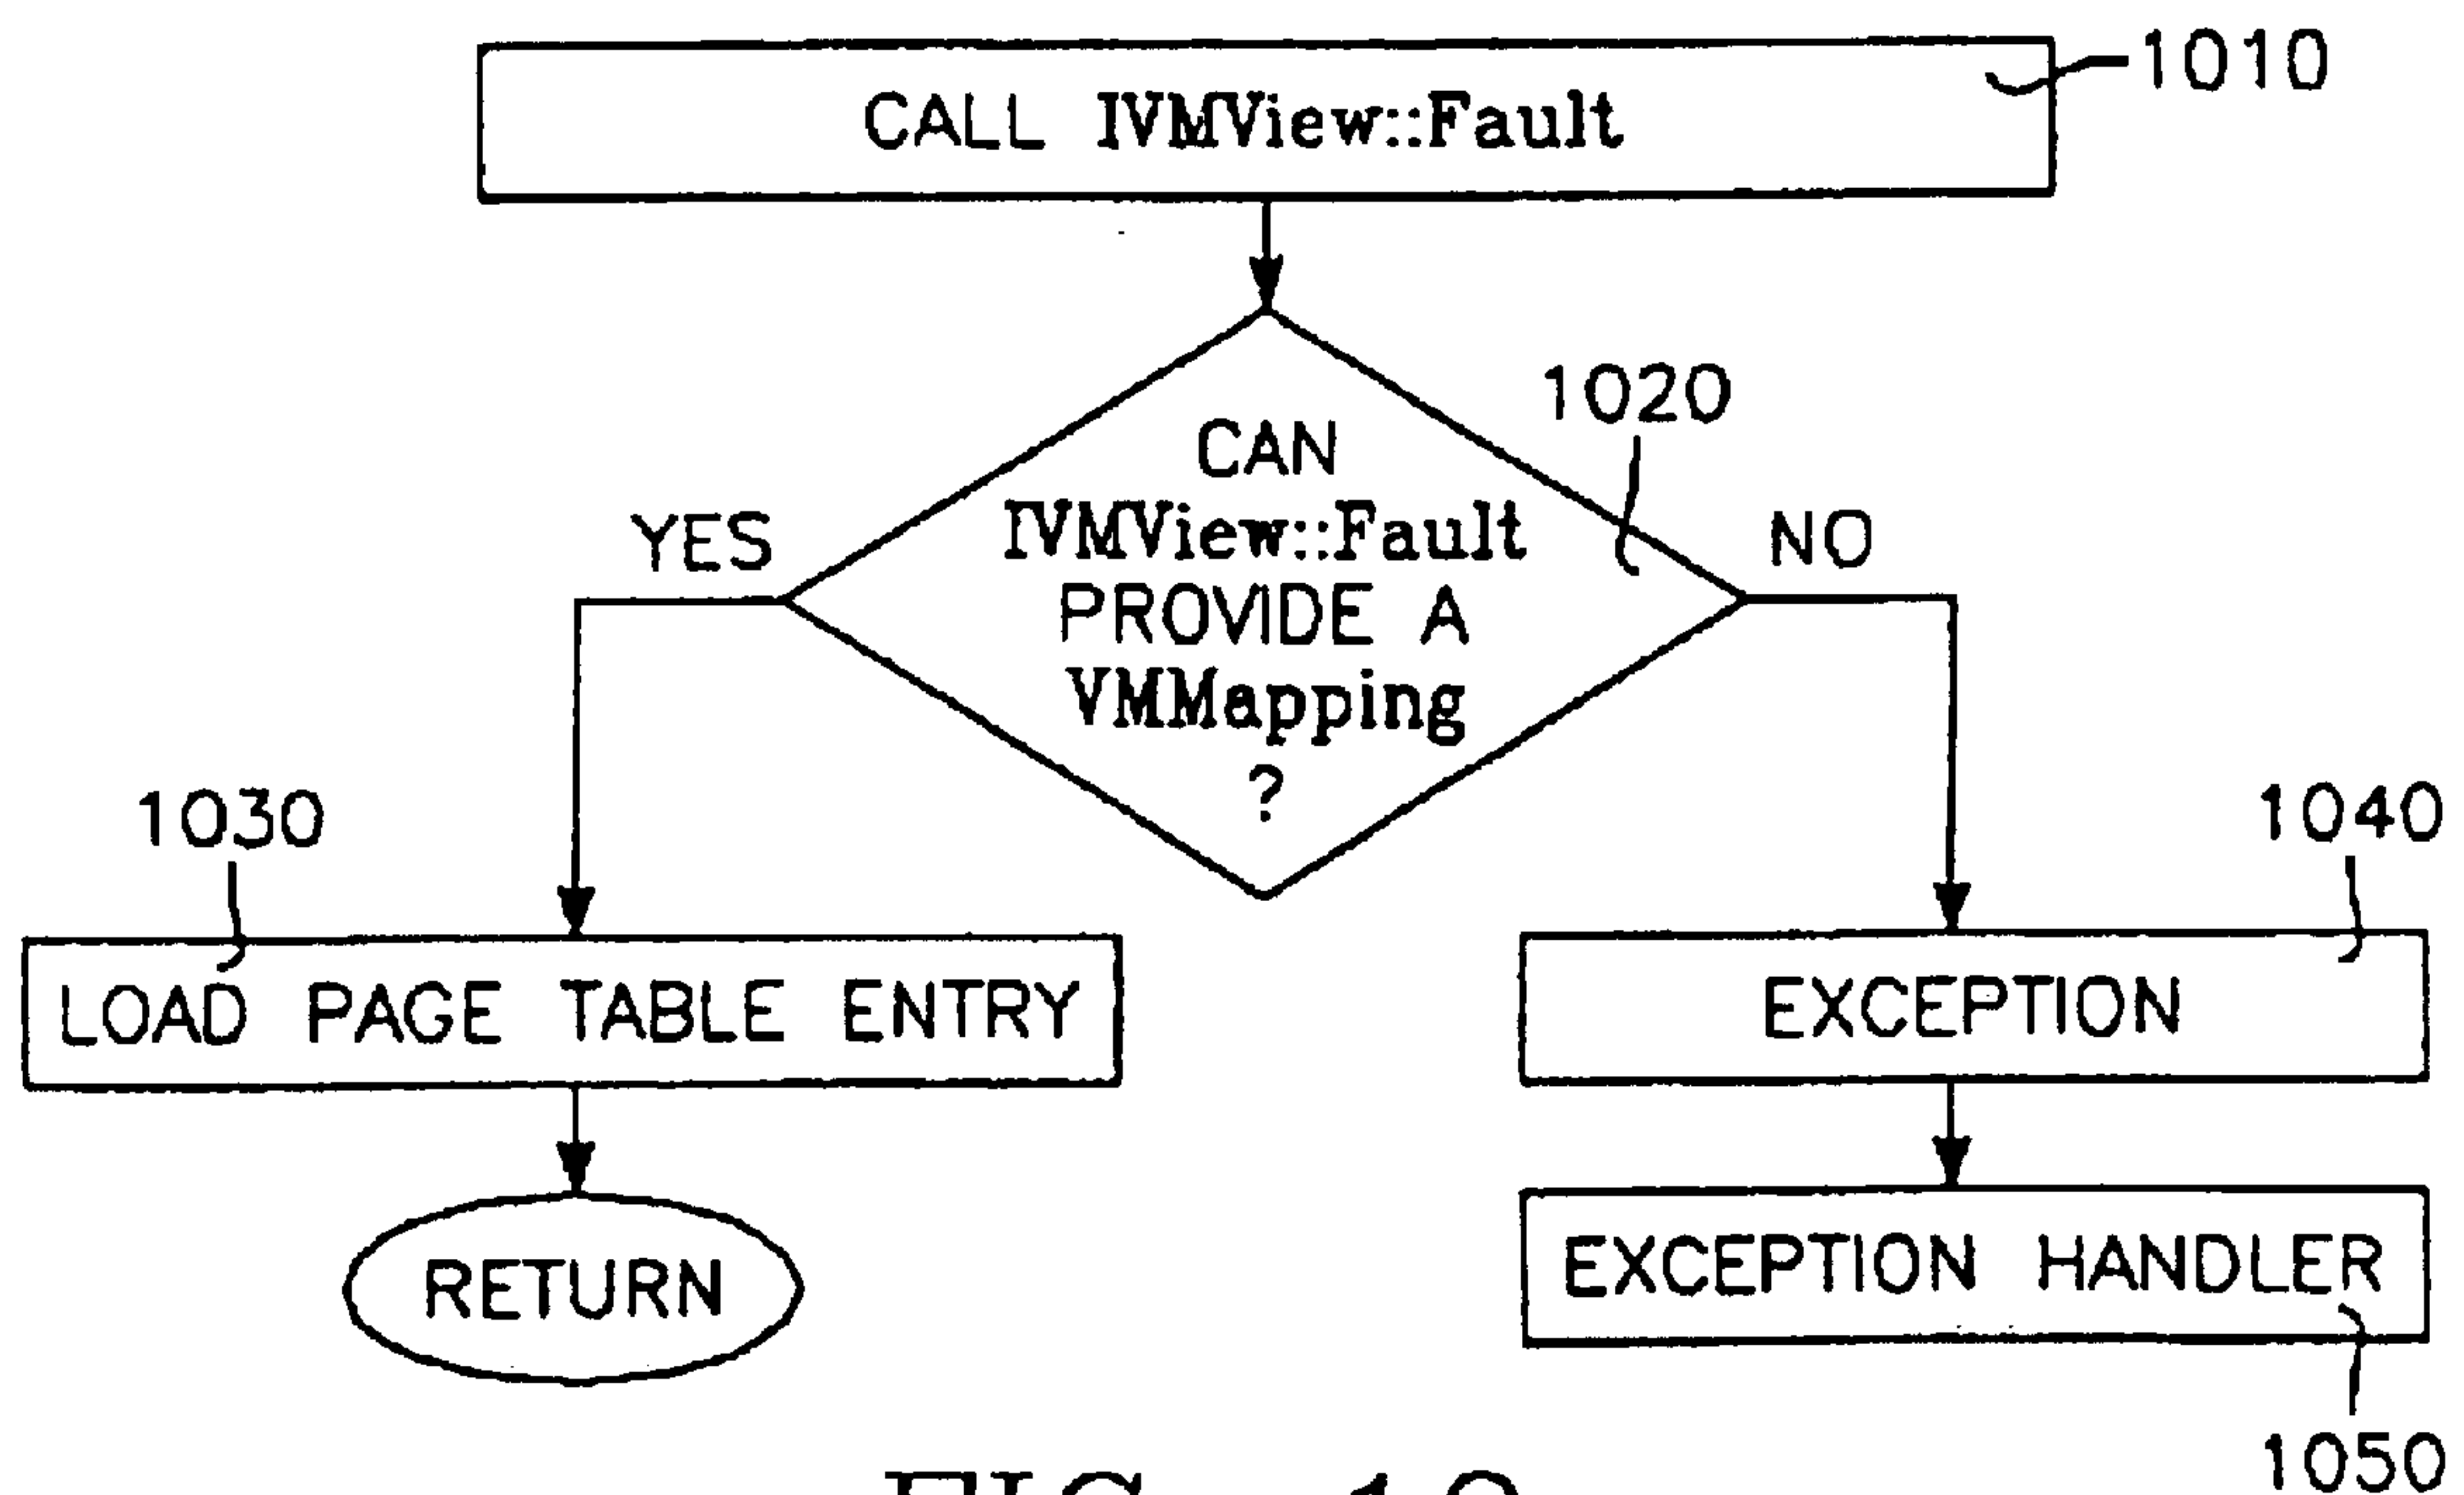 CALL IVMView::Fault
1010
1020
CAN
IVMView::Fault
PROVIDE A
VMMapping
?
YES
NO
1030
1040
LOAD PAGE TABLE ENTRY
EXCEPTION
RETURN
EXCEPTION HANDLER
1050